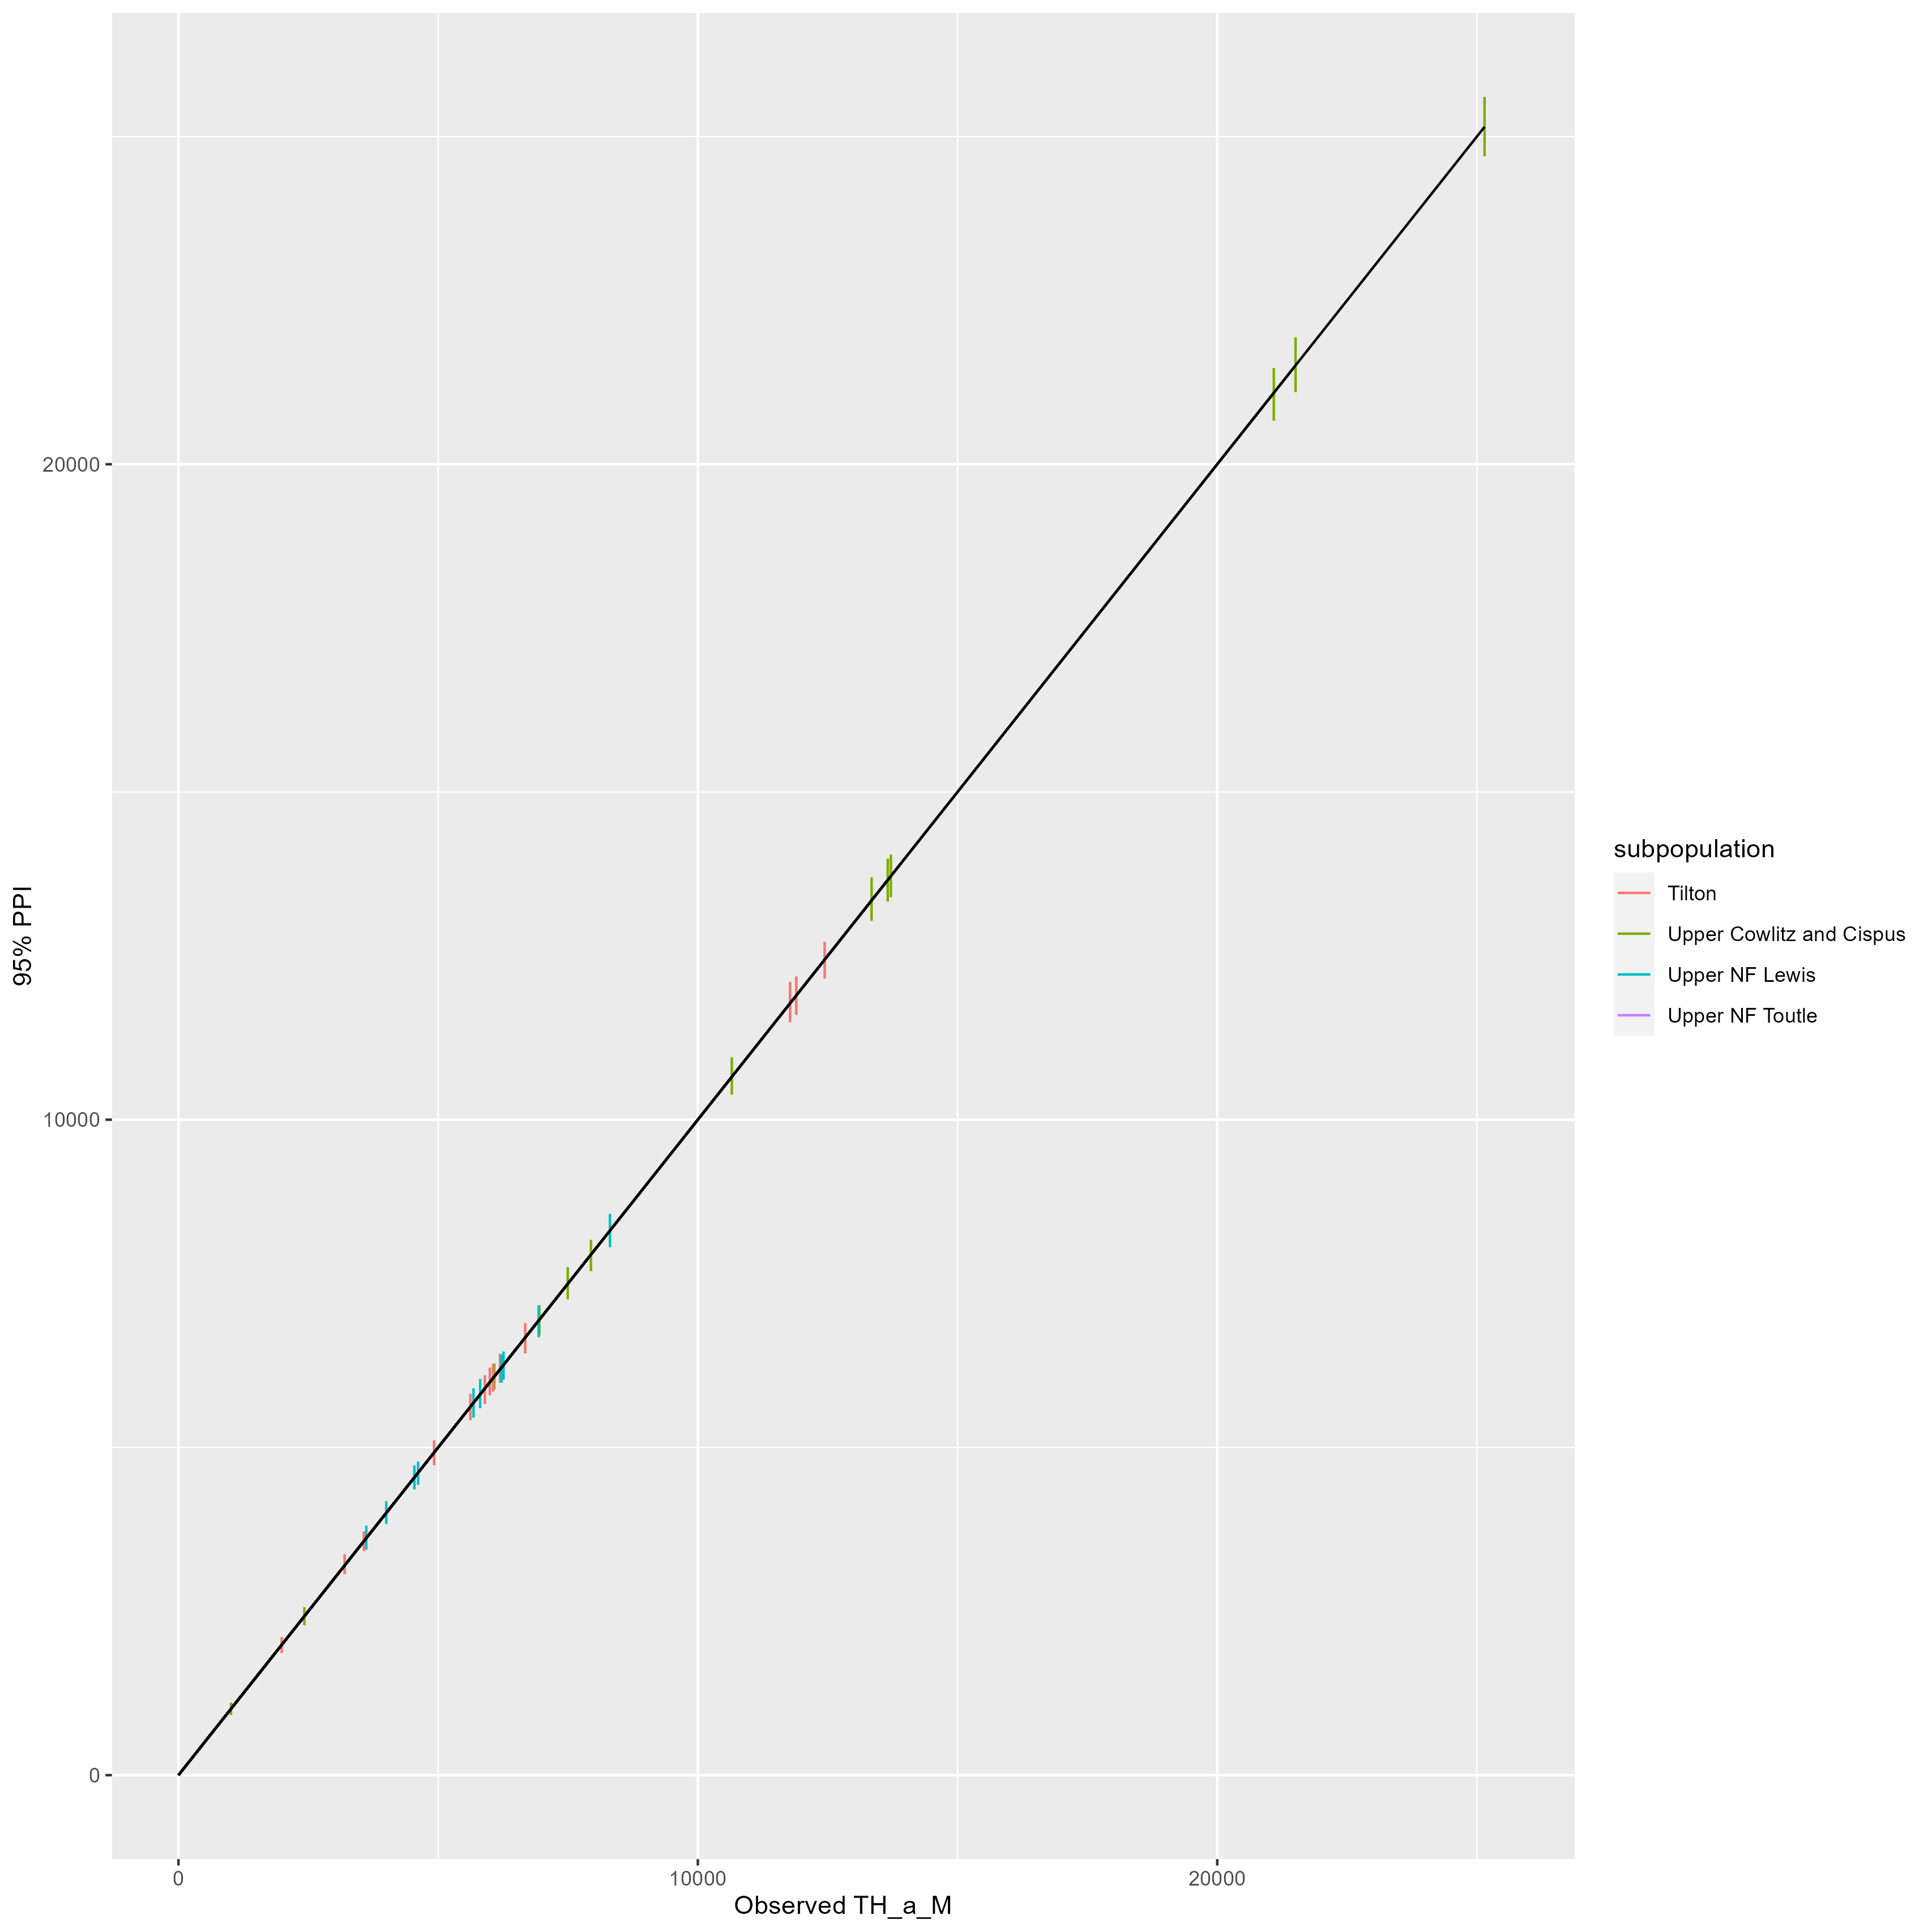 95% PPI
20000
10000
0
0
10000
20000
Observed TH_a_M
subpopulation
Tilton
Upper Cowlitz and Cispus
Upper NF Lewis
Upper NF Toutle